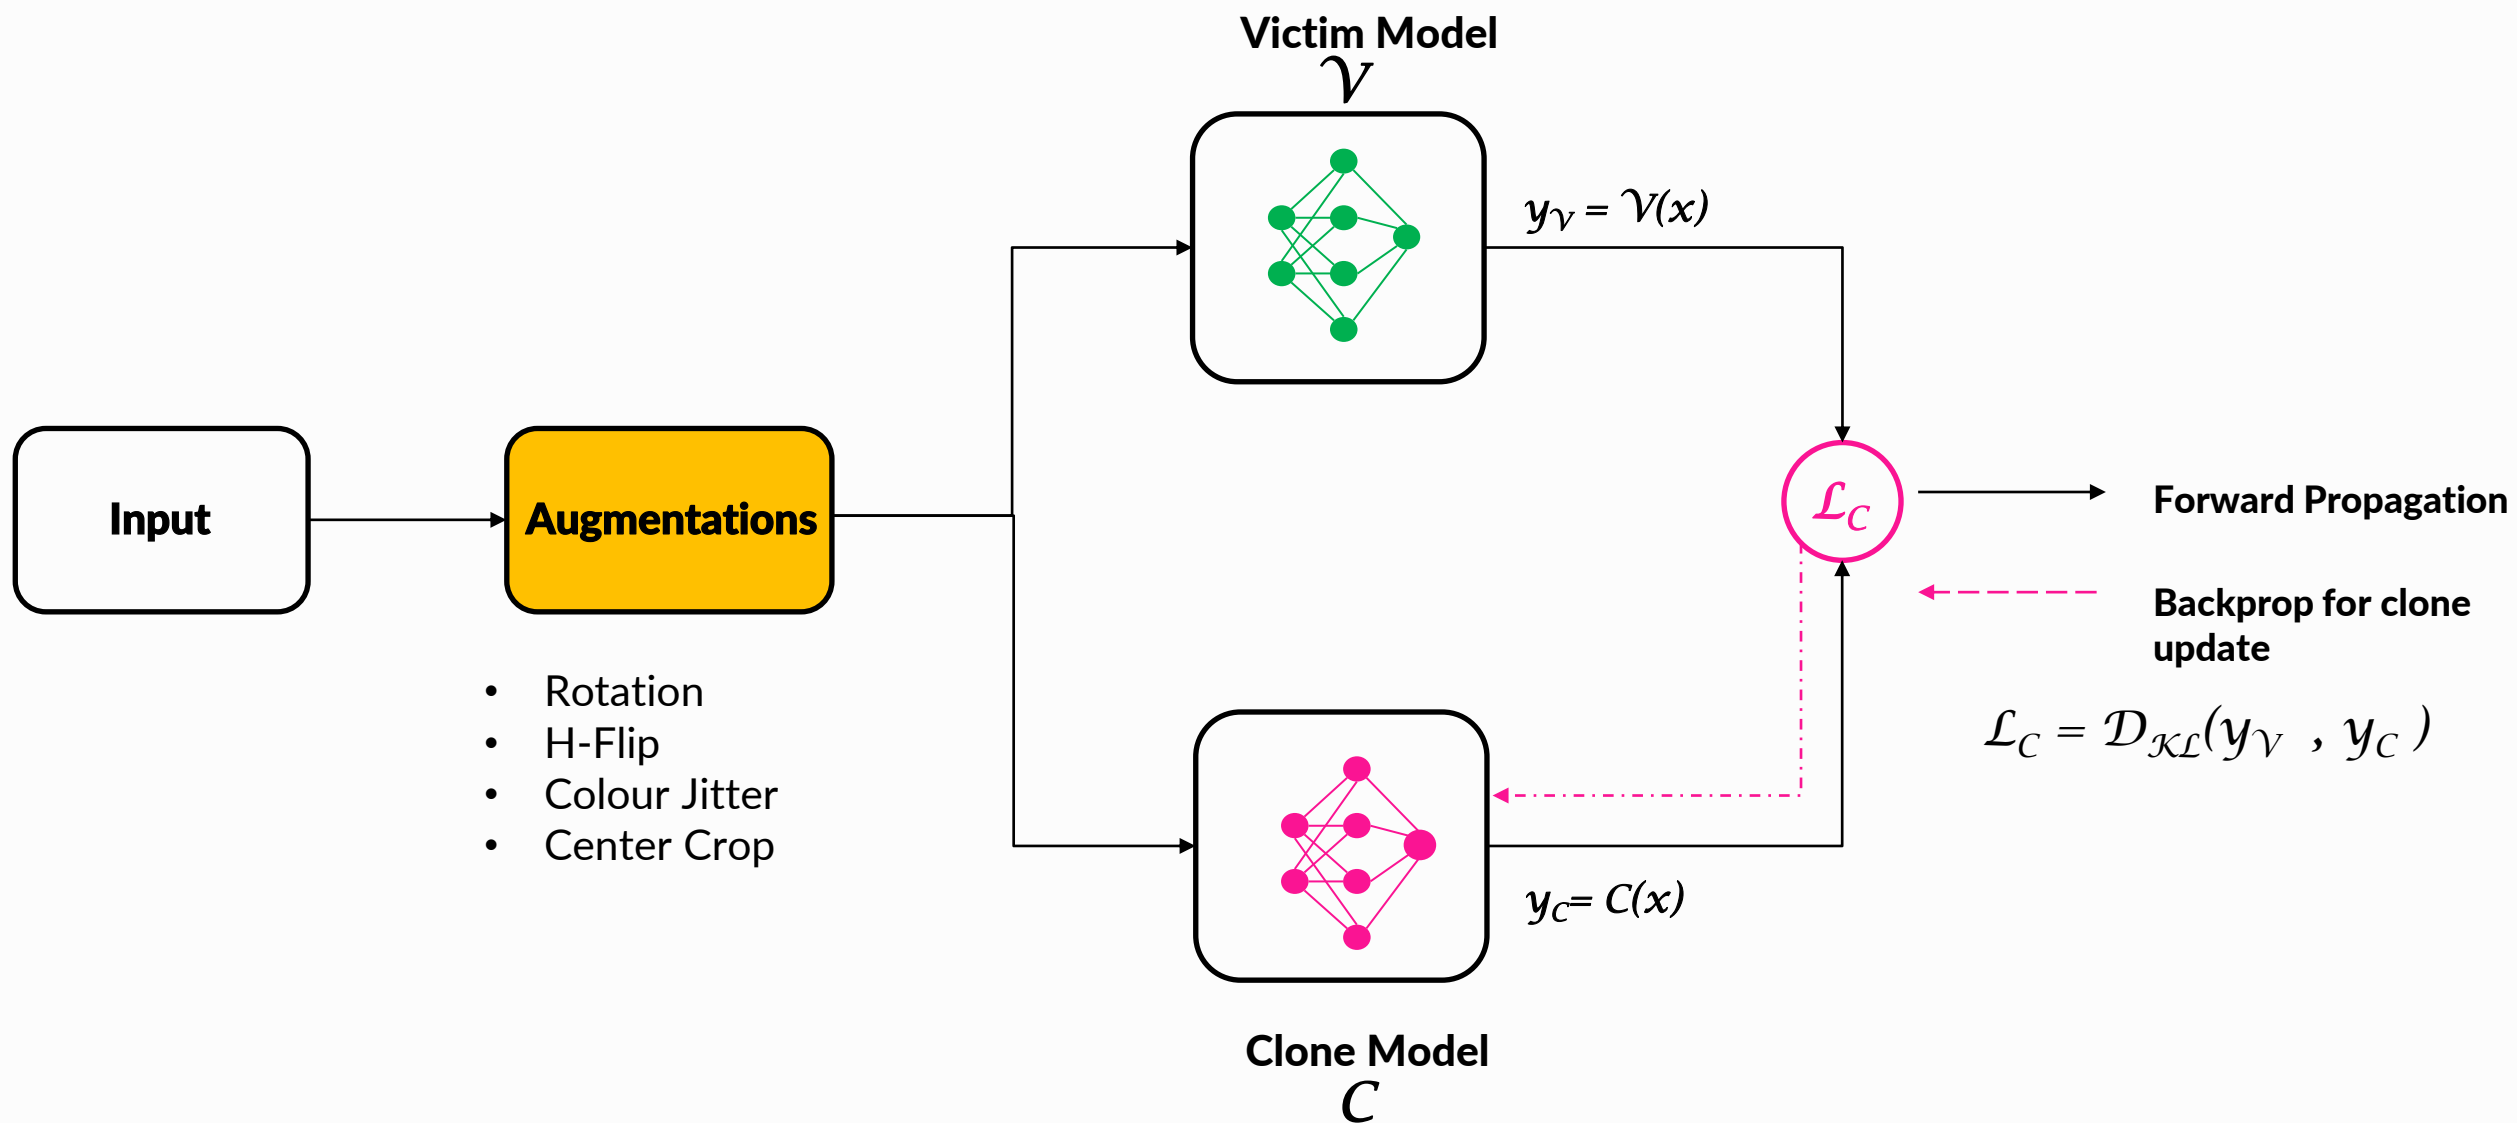 Victim Model
𝒱
y𝒱 = 𝒱(x)
Input
Augmentations
• Rotation
• H-Flip
• Colour Jitter
• Center Crop
ℒC
Forward Propagation
Backprop for clone
update
ℒC = 𝒟𝒦ℒ(y𝒱 , yC )
yC= C(x)
Clone Model
C